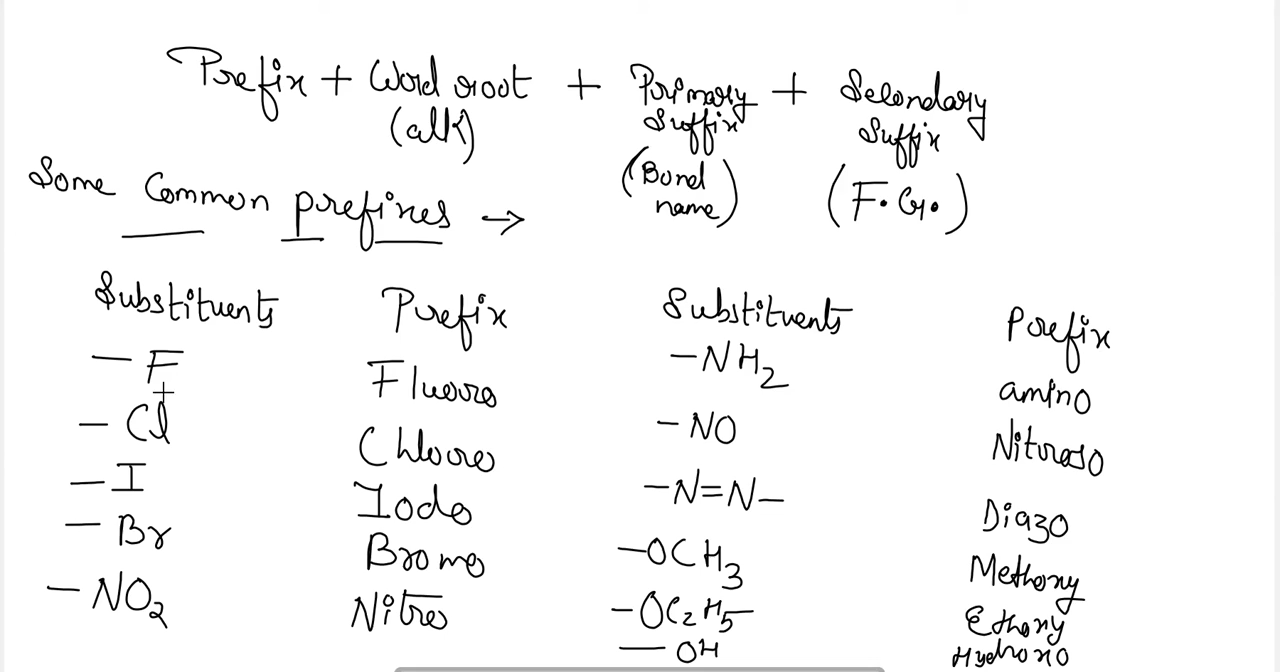 Prefix + Word root + Primary Suffix + Secondary Suffix
(alk) (Bond name) (F.G.)
Some Common prefixes →
Substituents Prefix Substituents Prefix
-F Fluoro -NH2 amino
-Cl Chloro -NO Nitroso
-I Iodo -N=N- Diazo
-Br Bromo -OCH3 Methoxy
-NO2 Nitro -OC2H5 Ethoxy
-OH Hydroxo